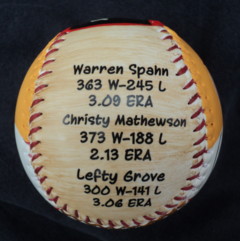 Warren Spahn
363 W-245 L
3.09 ERA
Christy Mathewson
373 W-188 L
2.13 ERA
Lefty Grove
300 W-141 L
3.06 ERA